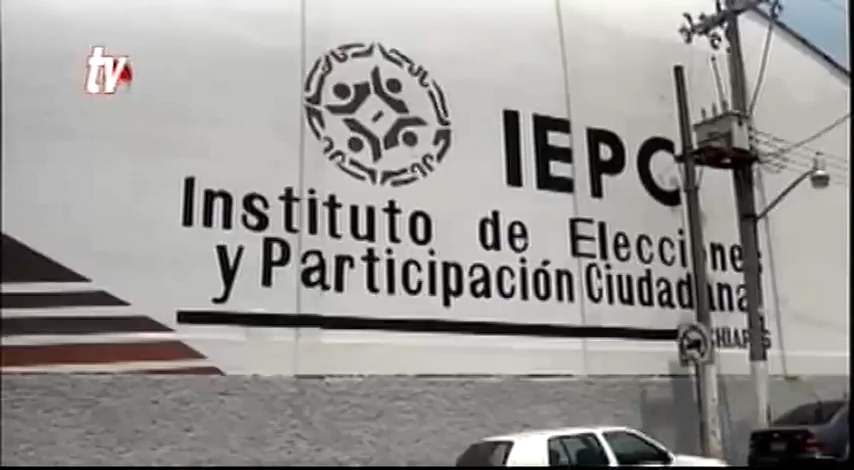 tv
IEPC
Instituto de Elecciones
y Participación Ciudadana
CHIAPAS